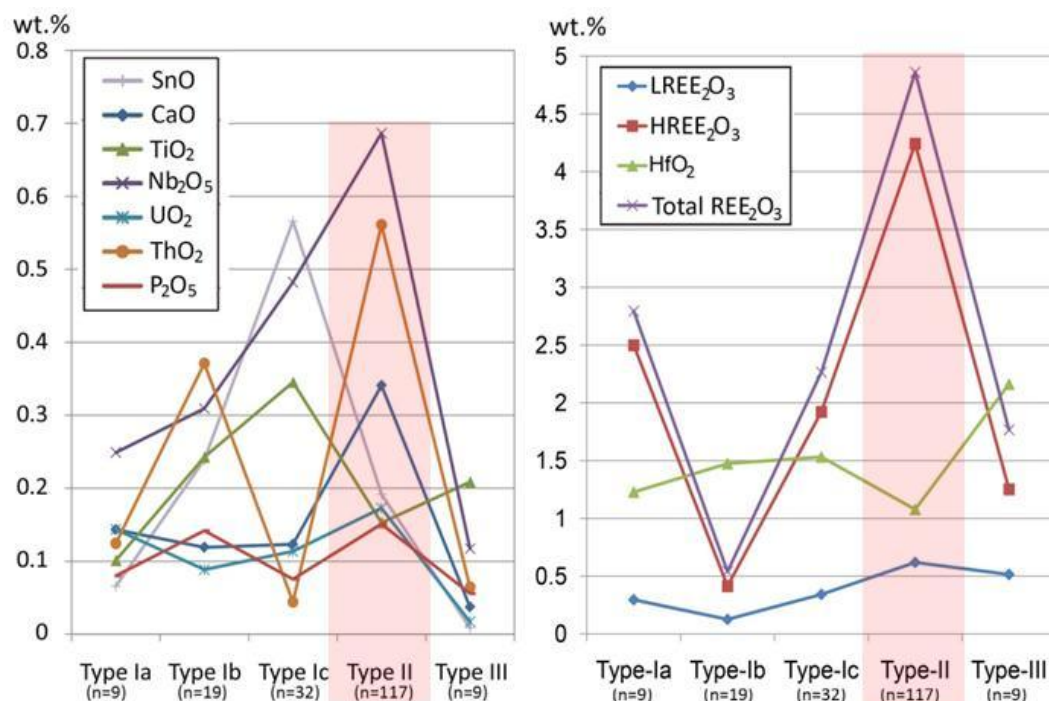 wt.%
0.8
0.7
0.6
0.5
0.4
0.3
0.2
0.1
0
SnO
CaO
TiO₂
Nb₂O₅
UO₂
ThO₂
P₂O₅
Type Ia Type Ib Type Ic Type II Type III
(n=9) (n=19) (n=32) (n=117) (n=9)
wt.%
5
4.5
4
3.5
3
2.5
2
1.5
1
0.5
0
LREE₂O₃
HREE₂O₃
HfO₂
Total REE₂O₃
Type-Ia Type-Ib Type-Ic Type-II Type-III
(n=9) (n=19) (n=32) (n=117) (n=9)